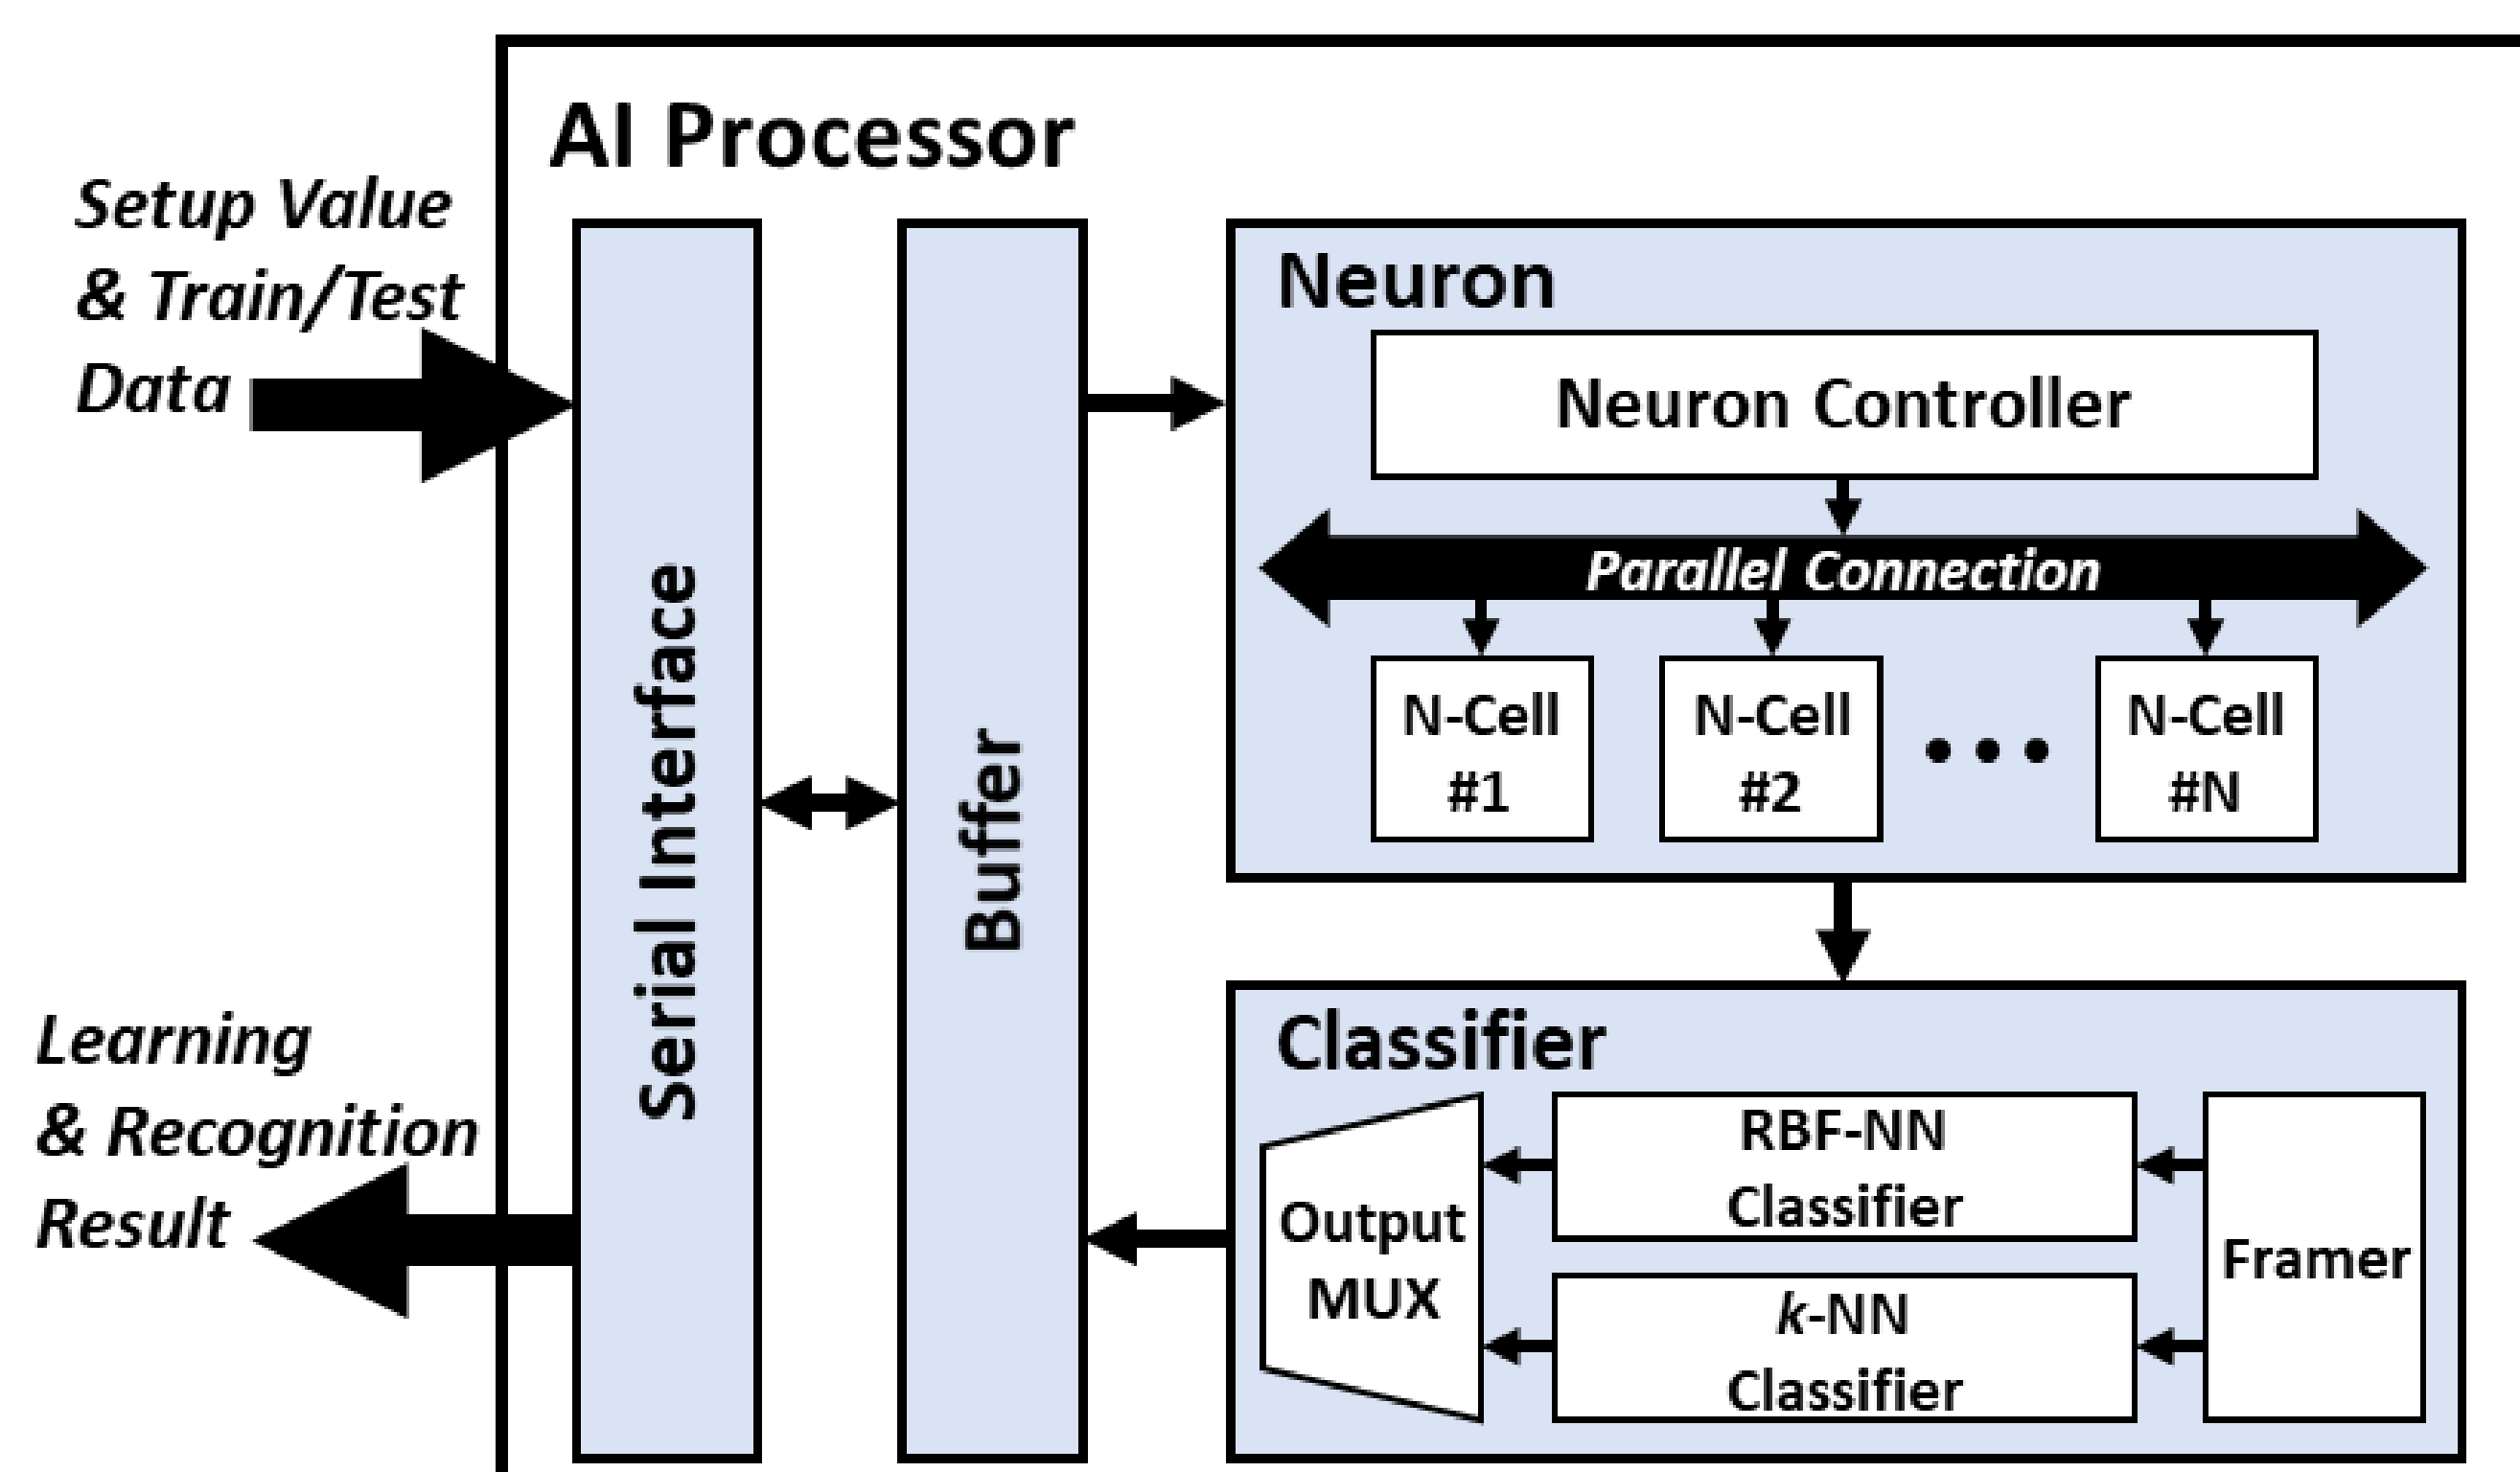 AI Processor
Setup Value
& Train/Test
Data
Learning
& Recognition
Result
Serial Interface
Buffer
Neuron
Neuron Controller
Parallel Connection
N-Cell
#1
N-Cell
#2
• • •
N-Cell
#N
Classifier
Output
MUX
RBF-NN
Classifier
k-NN
Classifier
Framer